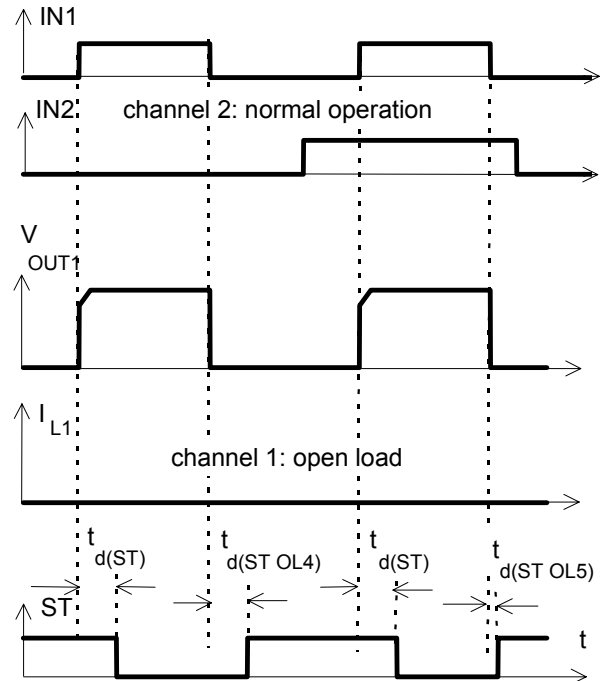 IN1
IN2
channel 2: normal operation
V
OUT1
I L1
channel 1: open load
t d(ST)
t d(ST OL4)
t d(ST)
t d(ST OL5)
ST
t